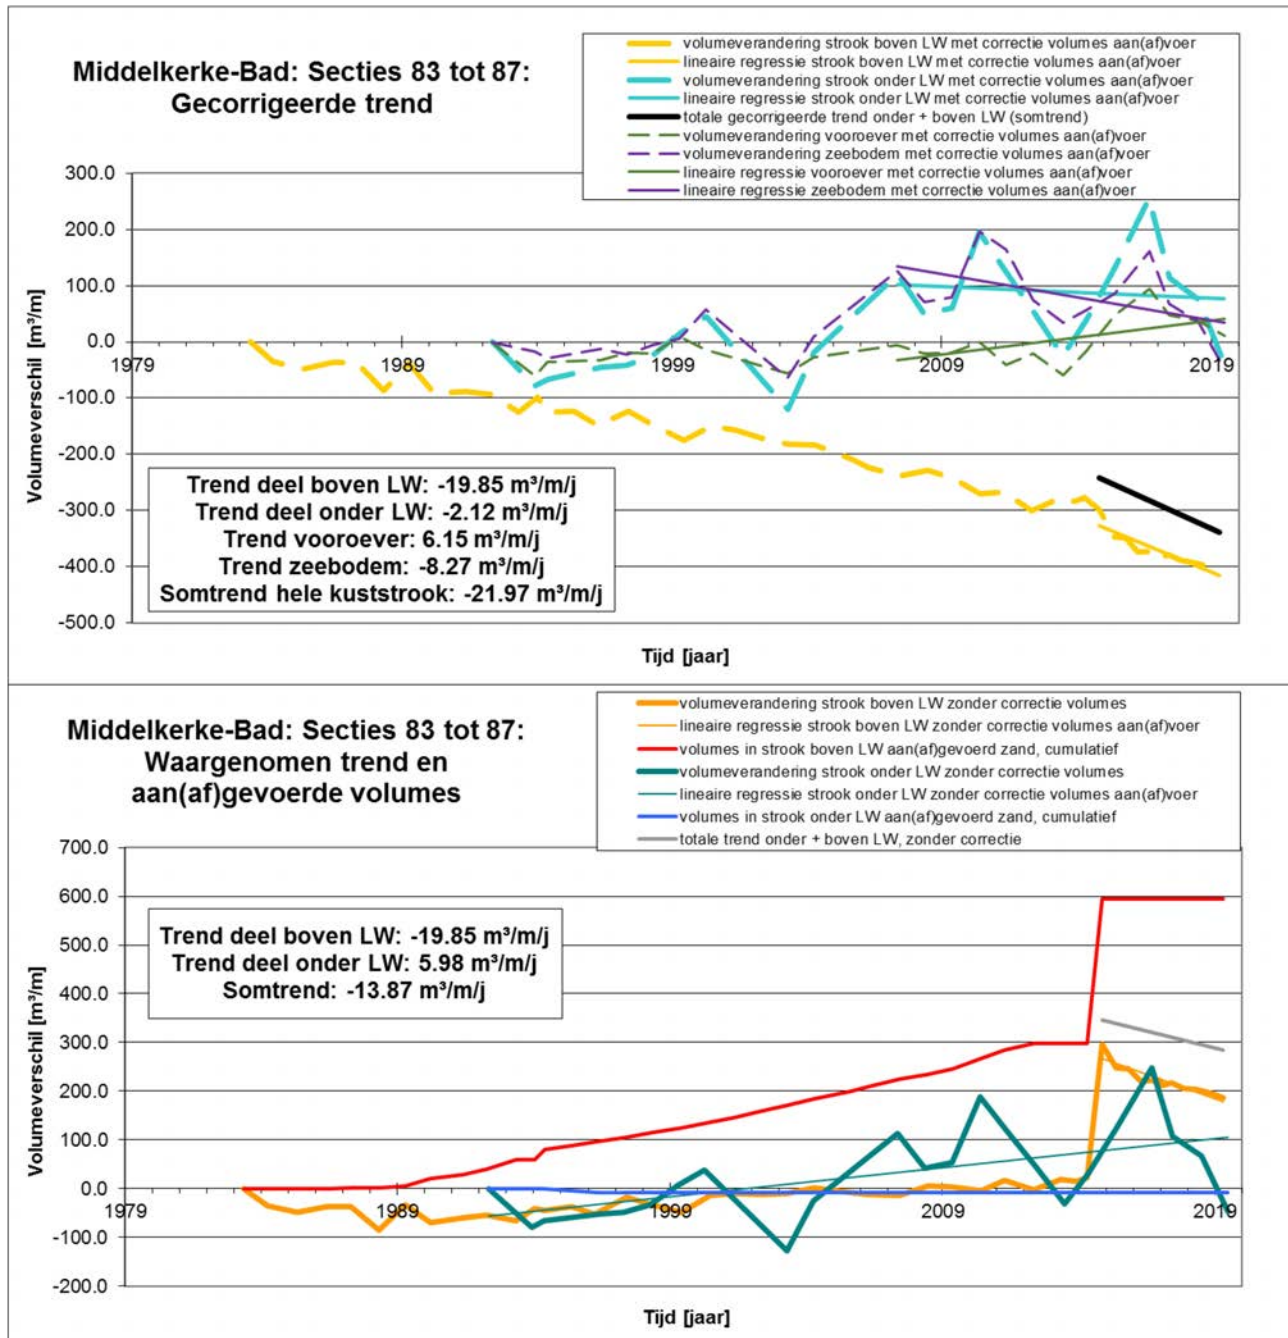 Middelkerke-Bad: Secties 83 tot 87:
Gecorrigeerde trend
volumeverandering strook boven LW met correctie volumes aan(af)voer
lineaire regressie strook boven LW met correctie volumes aan(af)voer
volumeverandering strook onder LW met correctie volumes aan(af)voer
lineaire regressie strook onder LW met correctie volumes aan(af)voer
totale gecorrigeerde trend onder + boven LW (somtrend)
volumeverandering vooroever met correctie volumes aan(af)voer
volumeverandering zeebodem met correctie volumes aan(af)voer
lineaire regressie vooroever met correctie volumes aan(af)voer
lineaire regressie zeebodem met correctie volumes aan(af)voer
Volumeverschil [m³/m]
300.0
200.0
100.0
0.0
-100.0
-200.0
-300.0
-400.0
-500.0
1979
1989
1999
2009
2019
Trend deel boven LW: -19.85 m³/m/j
Trend deel onder LW: -2.12 m³/m/j
Trend vooroever: 6.15 m³/m/j
Trend zeebodem: -8.27 m³/m/j
Somtrend hele kuststrook: -21.97 m³/m/j
Tijd [jaar]
Middelkerke-Bad: Secties 83 tot 87:
Waargenomen trend en
aan(af)gevoerde volumes
volumeverandering strook boven LW zonder correctie volumes
lineaire regressie strook boven LW zonder correctie volumes aan(af)voer
volumes in strook boven LW aan(af)gevoerd zand, cumulatief
volumeverandering strook onder LW zonder correctie volumes
lineaire regressie strook onder LW zonder correctie volumes aan(af)voer
volumes in strook onder LW aan(af)gevoerd zand, cumulatief
totale trend onder + boven LW, zonder correctie
Volumeverschil [m³/m]
700.0
600.0
500.0
400.0
300.0
200.0
100.0
0.0
-100.0
-200.0
1979
1989
1999
2009
2019
Trend deel boven LW: -19.85 m³/m/j
Trend deel onder LW: 5.98 m³/m/j
Somtrend: -13.87 m³/m/j
Tijd [jaar]